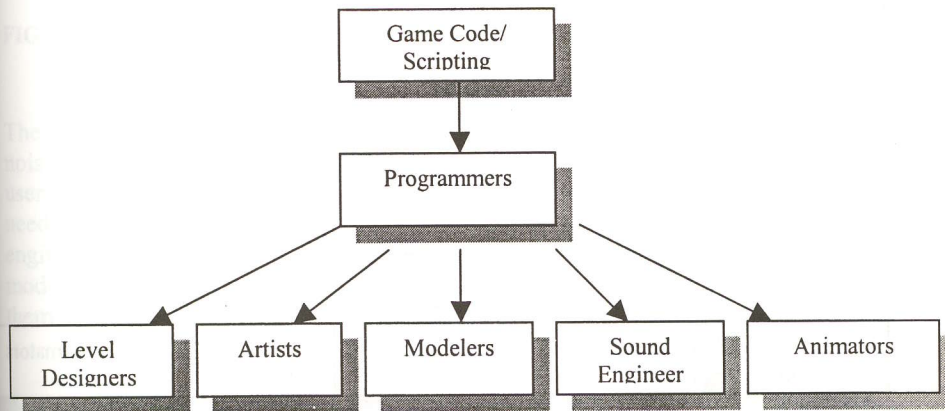 Game Code/
Scripting
Programmers
Level
Designers
Artists
Modelers
Sound
Engineer
Animators